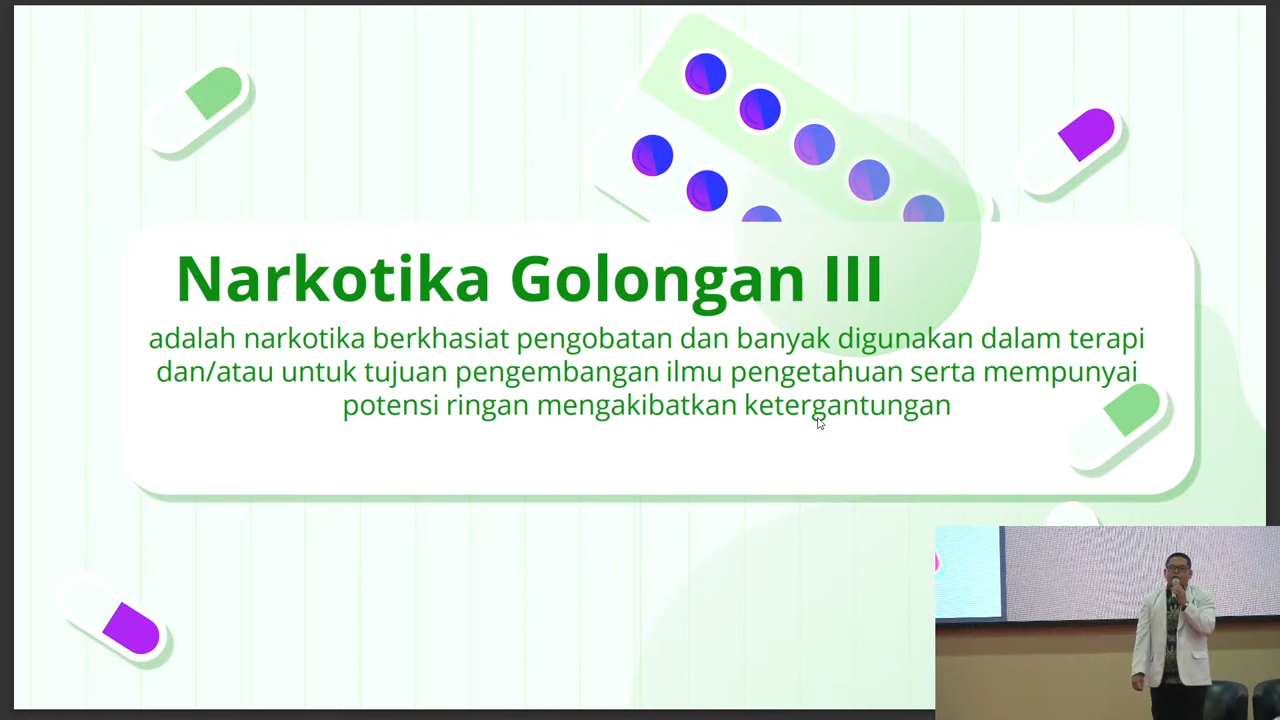 Narkotika Golongan III
adalah narkotika berkhasiat pengobatan dan banyak digunakan dalam terapi
dan/atau untuk tujuan pengembangan ilmu pengetahuan serta mempunyai
potensi ringan mengakibatkan ketergantungan